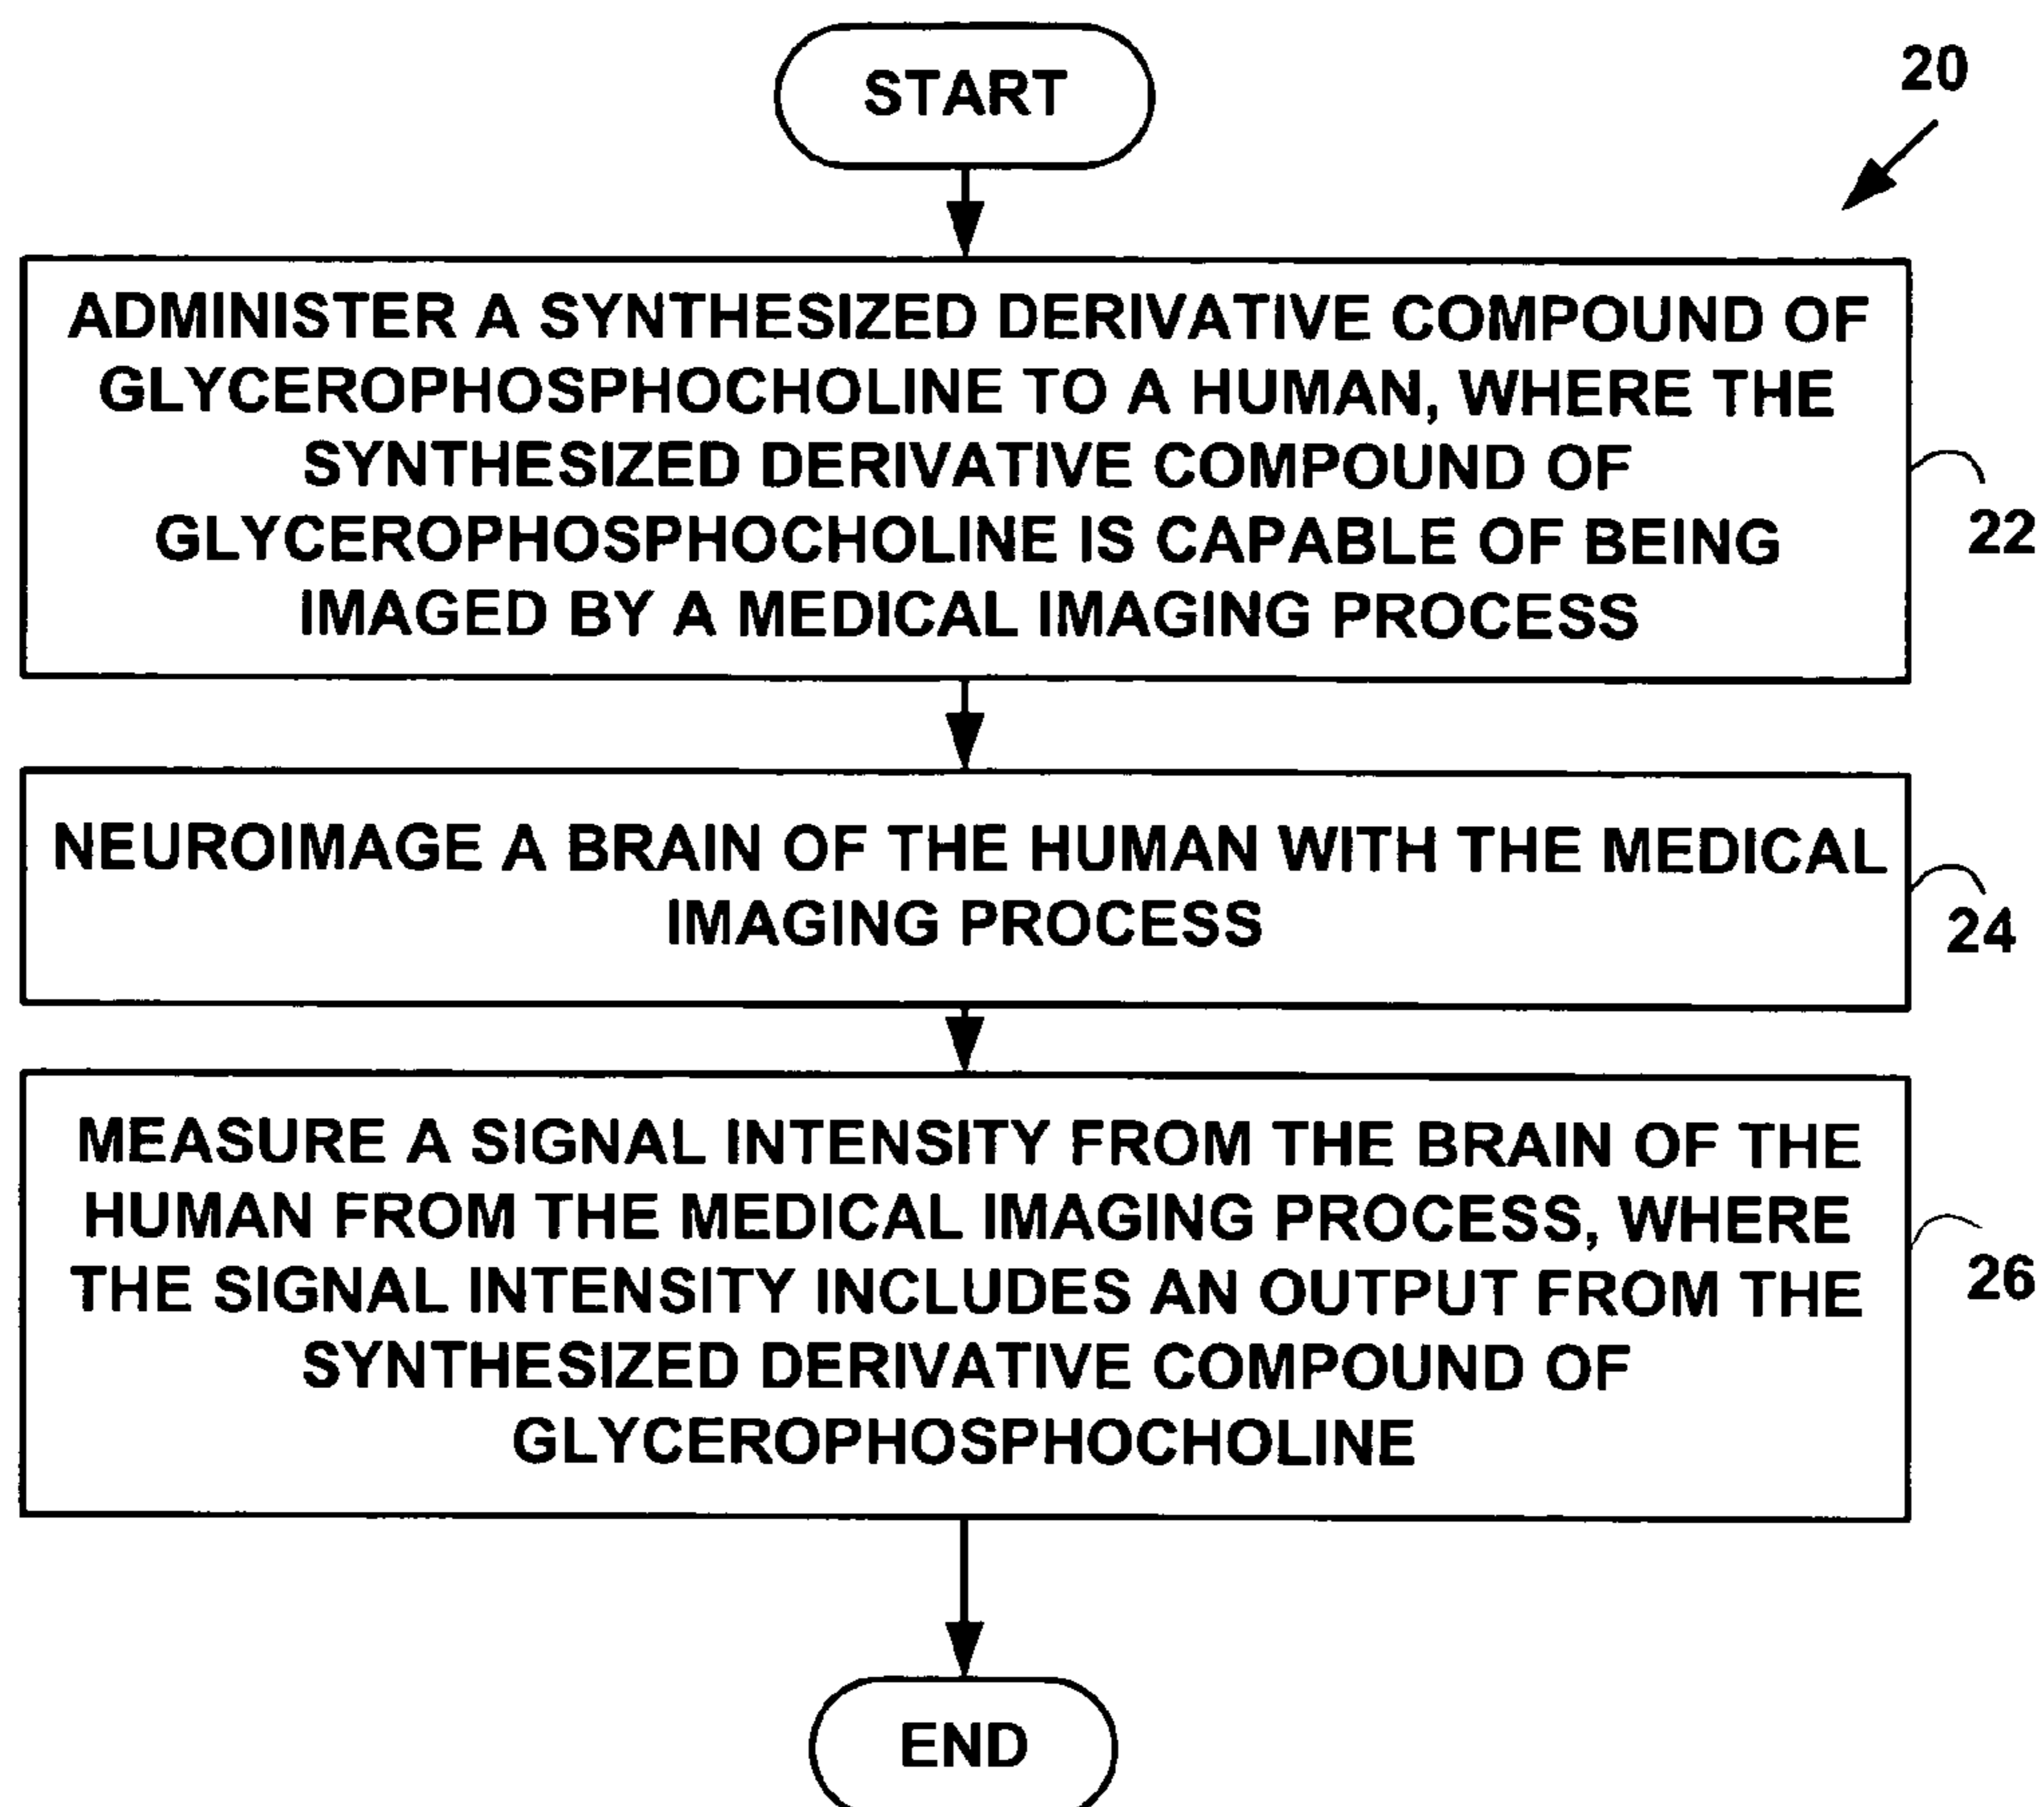 START
20
ADMINISTER A SYNTHESIZED DERIVATIVE COMPOUND OF
GLYCEROPHOSPHOCHOLINE TO A HUMAN, WHERE THE
SYNTHESIZED DERIVATIVE COMPOUND OF
GLYCEROPHOSPHOCHOLINE IS CAPABLE OF BEING
IMAGED BY A MEDICAL IMAGING PROCESS
22
NEUROIMAGE A BRAIN OF THE HUMAN WITH THE MEDICAL
IMAGING PROCESS
24
MEASURE A SIGNAL INTENSITY FROM THE BRAIN OF THE
HUMAN FROM THE MEDICAL IMAGING PROCESS, WHERE
THE SIGNAL INTENSITY INCLUDES AN OUTPUT FROM THE
SYNTHESIZED DERIVATIVE COMPOUND OF
GLYCEROPHOSPHOCHOLINE
26
END